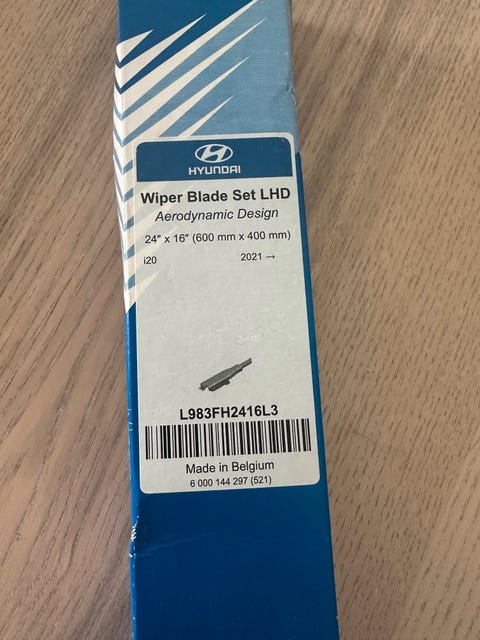 HYUNDAI
Wiper Blade Set LHD
Aerodynamic Design
24" x 16" (600 mm x 400 mm)
i20 2021 →
L983FH2416L3
Made in Belgium
6 000 144 297 (521)